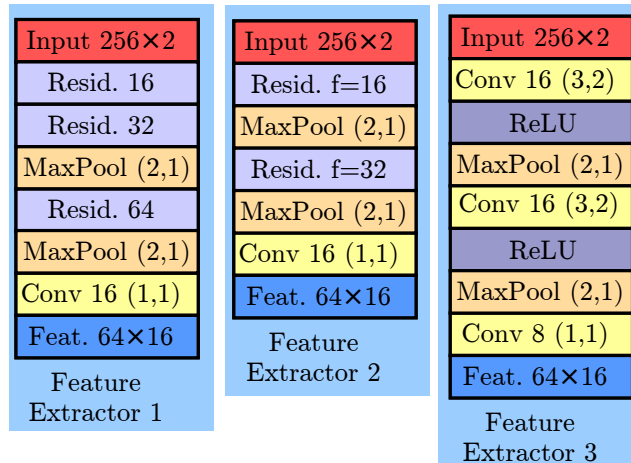 Input 256×2
Resid. 16
Resid. 32
MaxPool (2,1)
Resid. 64
MaxPool (2,1)
Conv 16 (1,1)
Feat. 64×16
Feature
Extractor 1
Input 256×2
Resid. f=16
MaxPool (2,1)
Resid. f=32
MaxPool (2,1)
Conv 16 (1,1)
Feat. 64×16
Feature
Extractor 2
Input 256×2
Conv 16 (3,2)
ReLU
MaxPool (2,1)
Conv 16 (3,2)
ReLU
MaxPool (2,1)
Conv 8 (1,1)
Feat. 64×16
Feature
Extractor 3